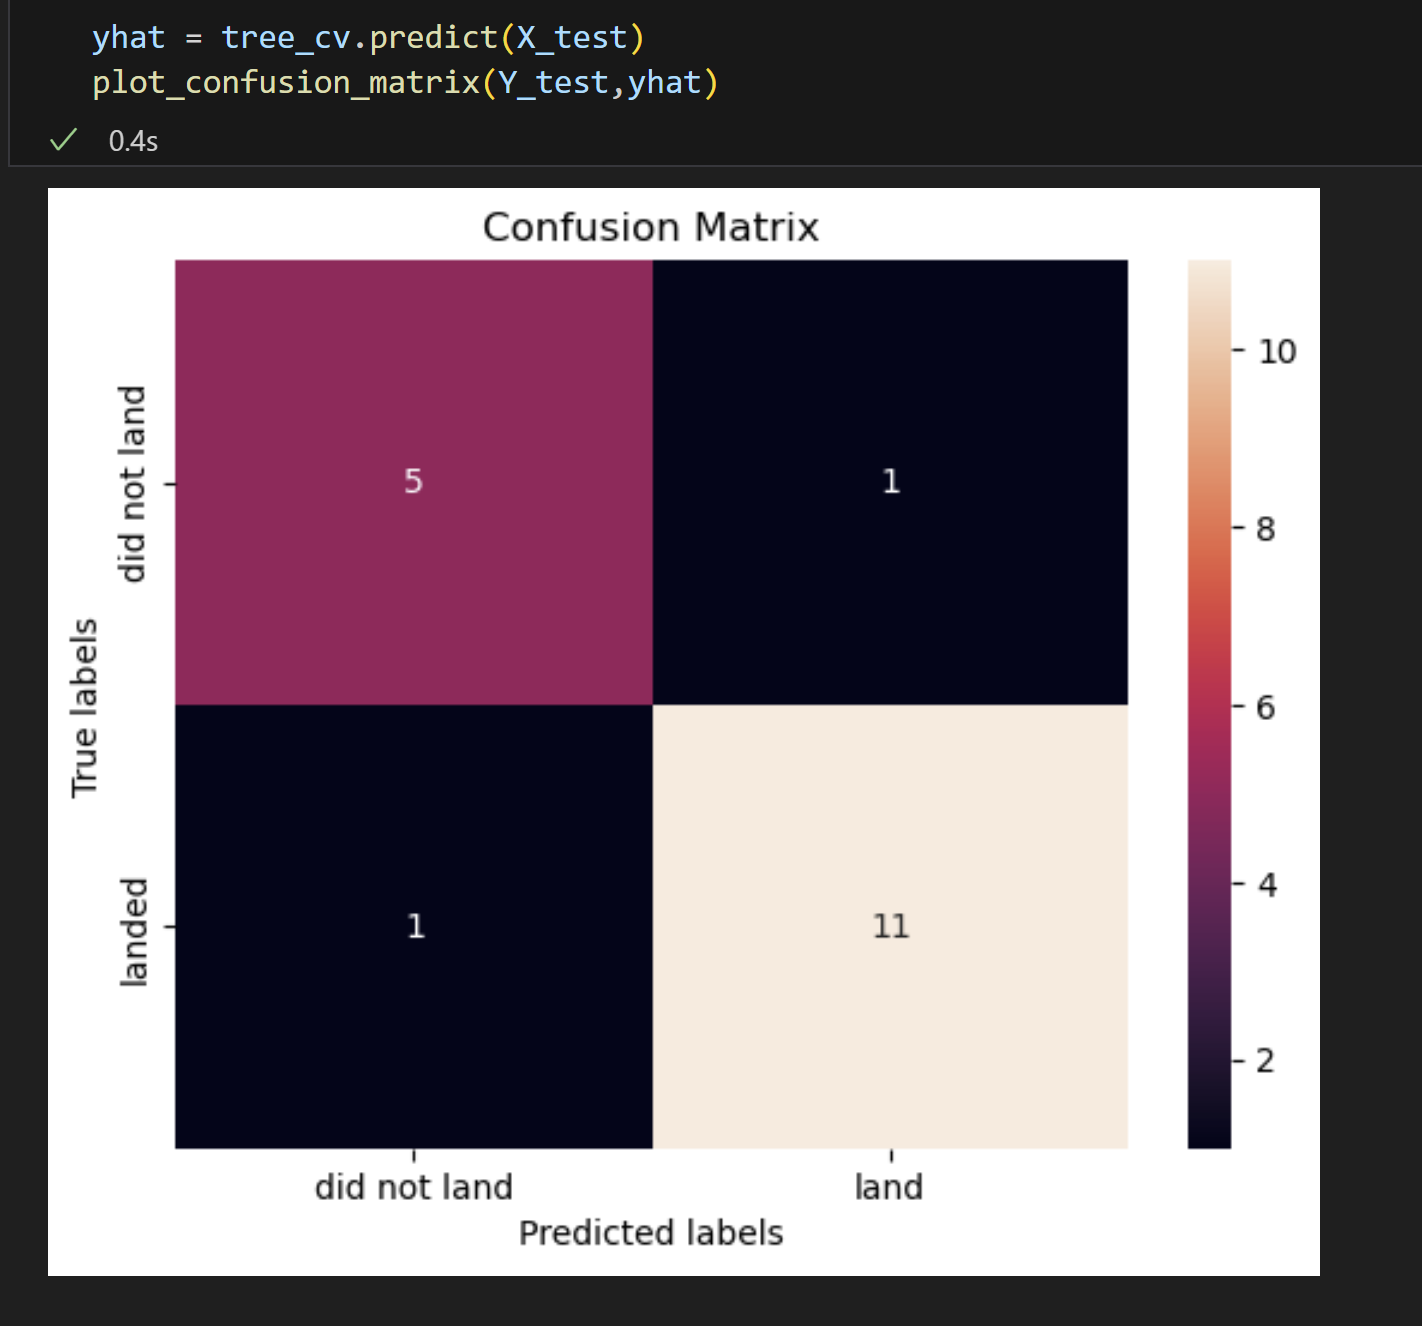 yhat = tree_cv.predict(X_test)
plot_confusion_matrix(Y_test,yhat)
0.4s
Confusion Matrix
True labels
did not land
landed
5
1
1
11
did not land
land
Predicted labels
10
8
6
4
2